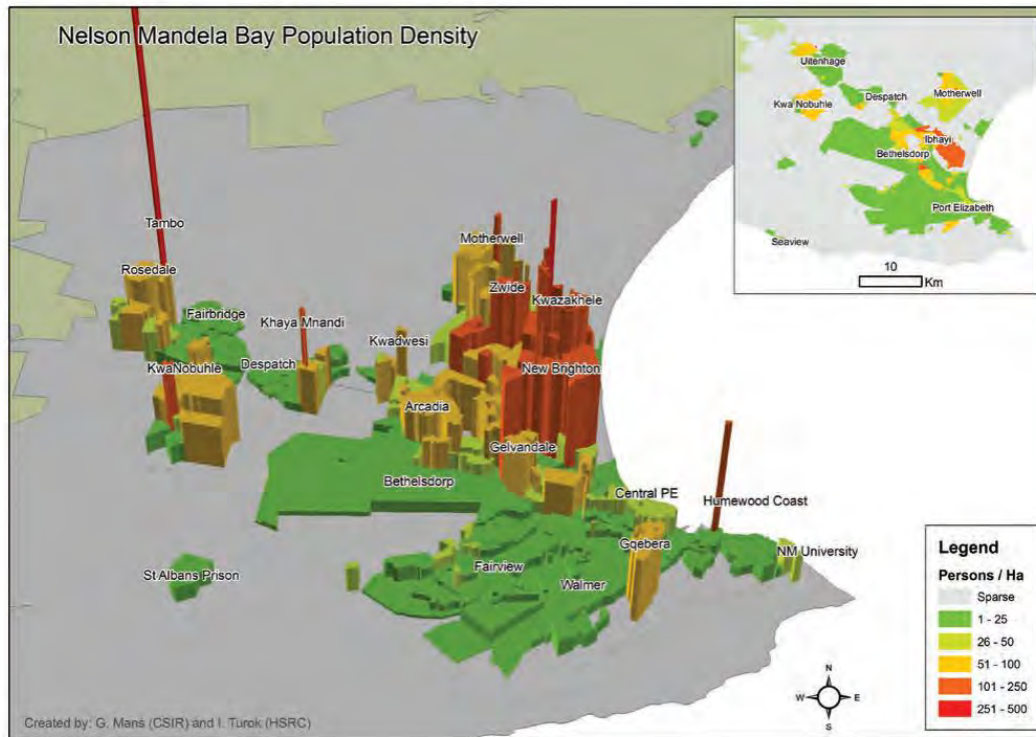 Nelson Mandela Bay Population Density
Uitenhage
Kwa Nobuhle
Despatch
Motherwell
Ibhayi
Bethelsdorp
Port Elizabeth
Seaview
10
Km
Tambo
Rosedale
Fairbridge
Khaya Mnandi
KwaNobuhle
Despatch
Kwadwesi
Motherwell
Zwide
Kwazakhele
New Brighton
Arcadia
Gelvandale
Bethelsdorp
Central PE
Humewood Coast
Gqebera
NM University
St Albans Prison
Fairview
Walmer
Legend
Persons / Ha
Sparse
1 - 25
26 - 50
51 - 100
101 - 250
251 - 500
N
W E
S
Created by: G. Mans (CSIR) and I. Turok (HSRC)